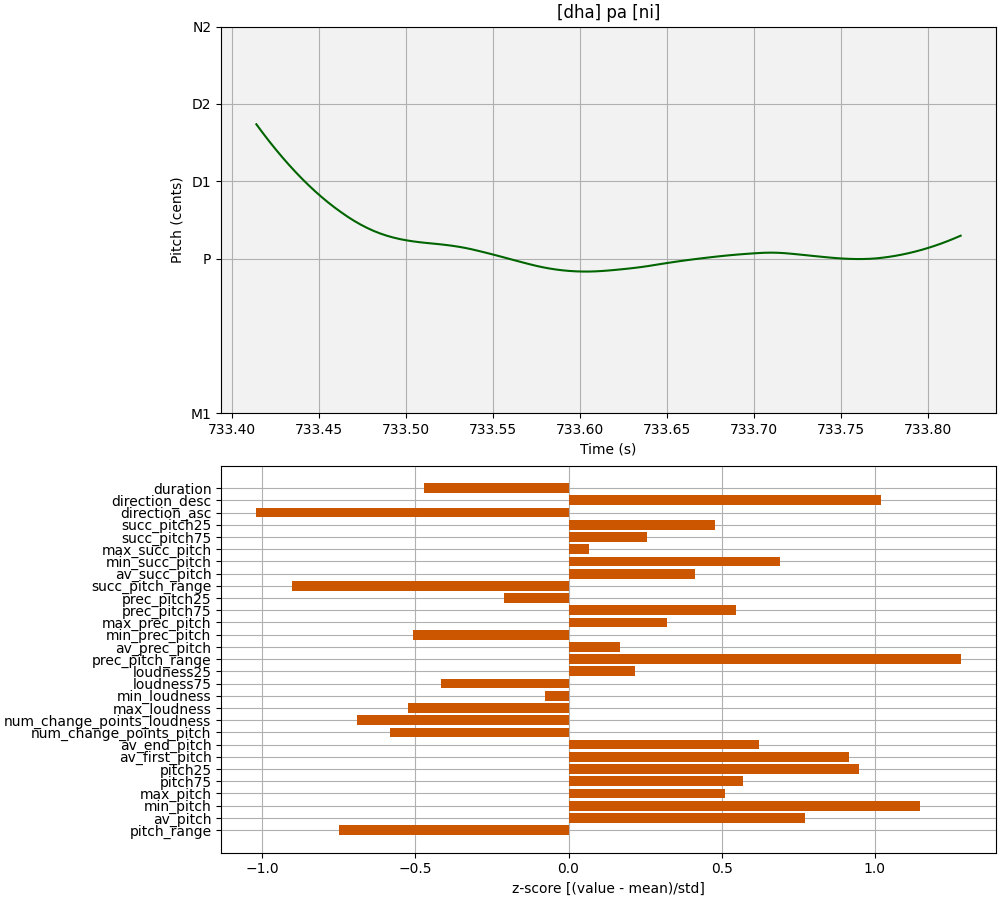 [dha] pa [ni]
N2
D2
D1
P
M1
Pitch (cents)
733.40 733.45 733.50 733.55 733.60 733.65 733.70 733.75 733.80
Time (s)
duration
direction_desc
direction_asc
succ_pitch25
succ_pitch75
max_succ_pitch
min_succ_pitch
av_succ_pitch
succ_pitch_range
prec_pitch25
prec_pitch75
max_prec_pitch
min_prec_pitch
av_prec_pitch
prec_pitch_range
loudness25
loudness75
min_loudness
max_loudness
num_change_points_loudness
num_change_points_pitch
av_end_pitch
av_first_pitch
pitch25
pitch75
max_pitch
min_pitch
av_pitch
pitch_range
−1.0 −0.5 0.0 0.5 1.0
z-score [(value - mean)/std]